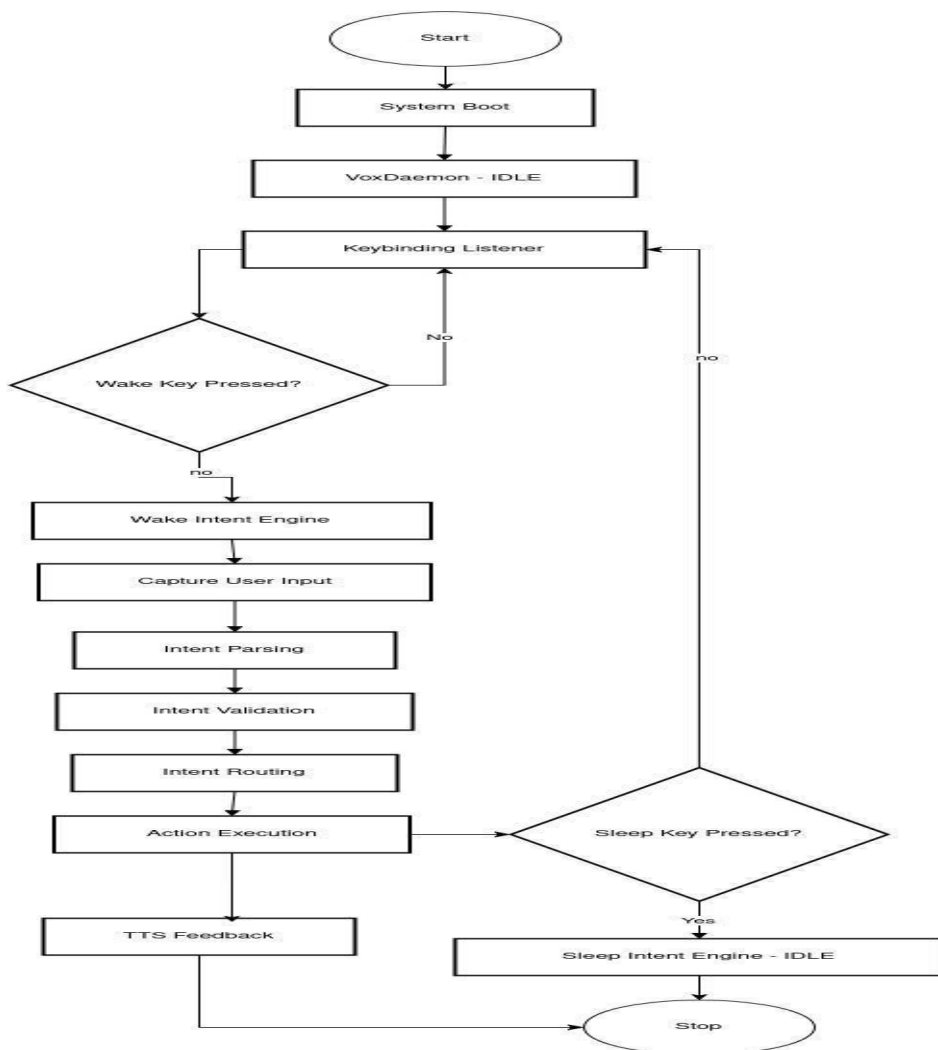 Start
System Boot
VoxDaemon - IDLE
Keybinding Listener
No
no
Wake Key Pressed?
no
Wake Intent Engine
Capture User Input
Intent Parsing
Intent Validation
Intent Routing
Action Execution
Sleep Key Pressed?
Yes
TTS Feedback
Sleep Intent Engine - IDLE
Stop